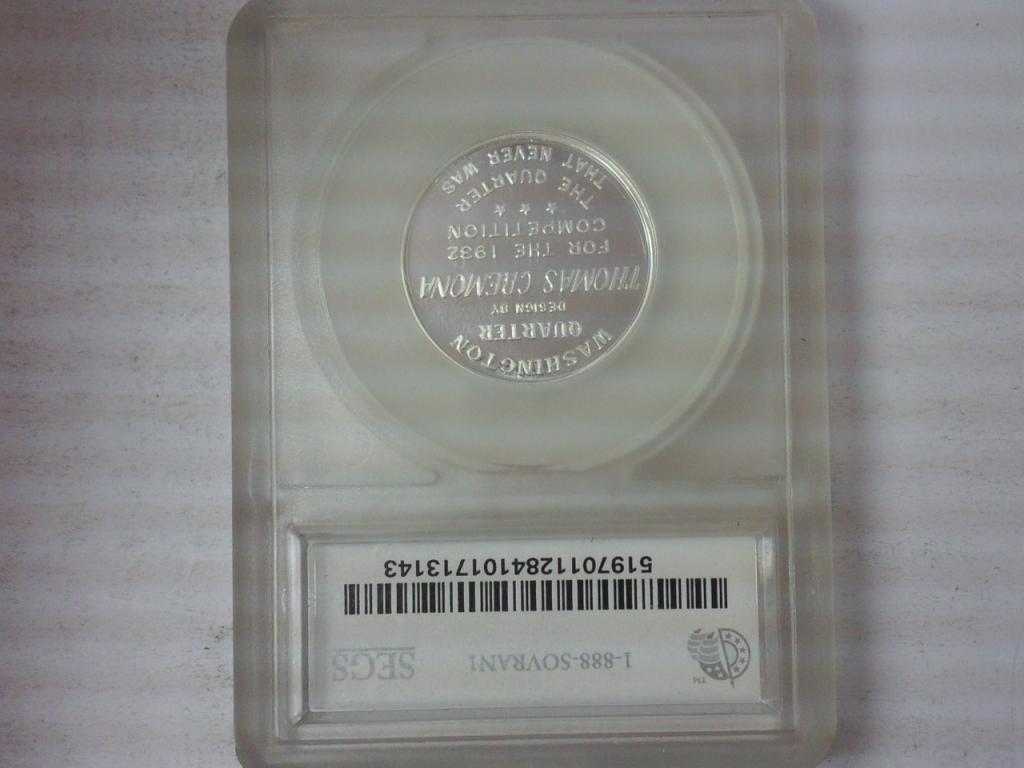 SEGS
1-888-SOVRAN1
TM
5197011284101713143
WASHINGTON
QUARTER
DESIGN BY
THOMAS CREMONA
FOR THE 1932
COMPETITION
★ ★ ★
THE QUARTER
THAT NEVER WAS